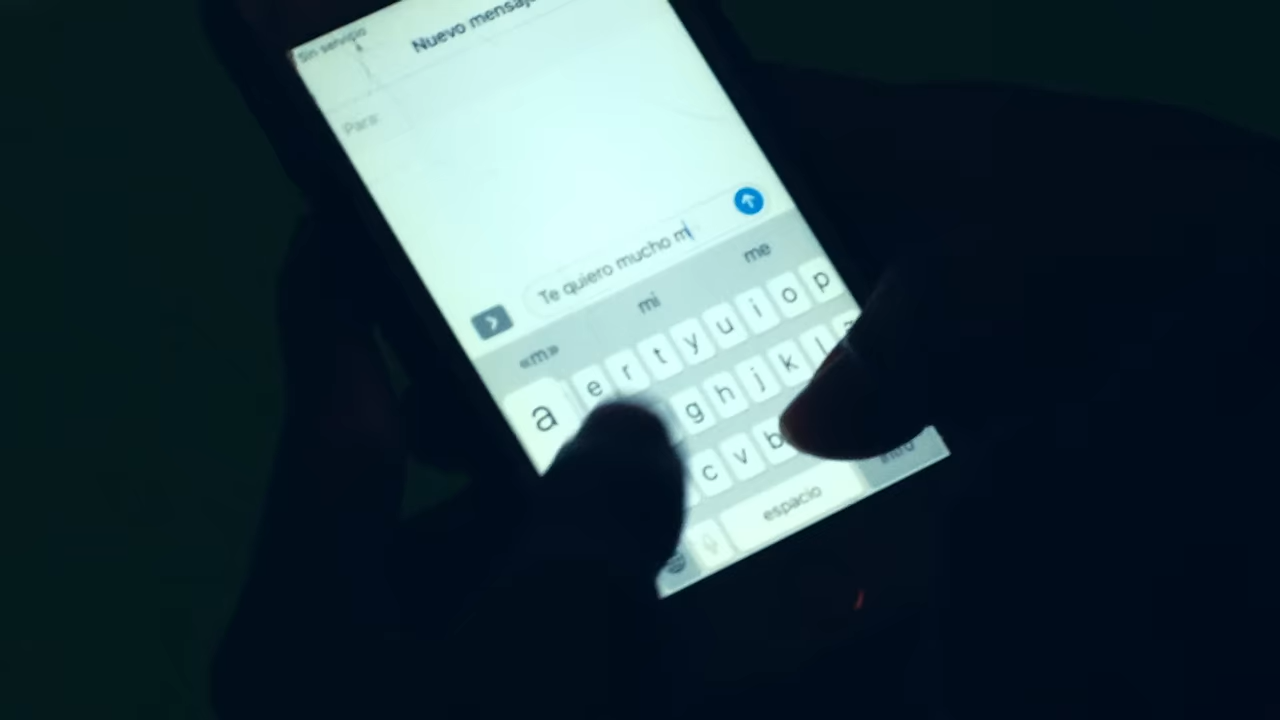 Sin servicio
Nuevo mensaje
Para:
Te quiero mucho m
«m» mi me
a e r t y u i o p
g h j k l
c v b
espacio
intro